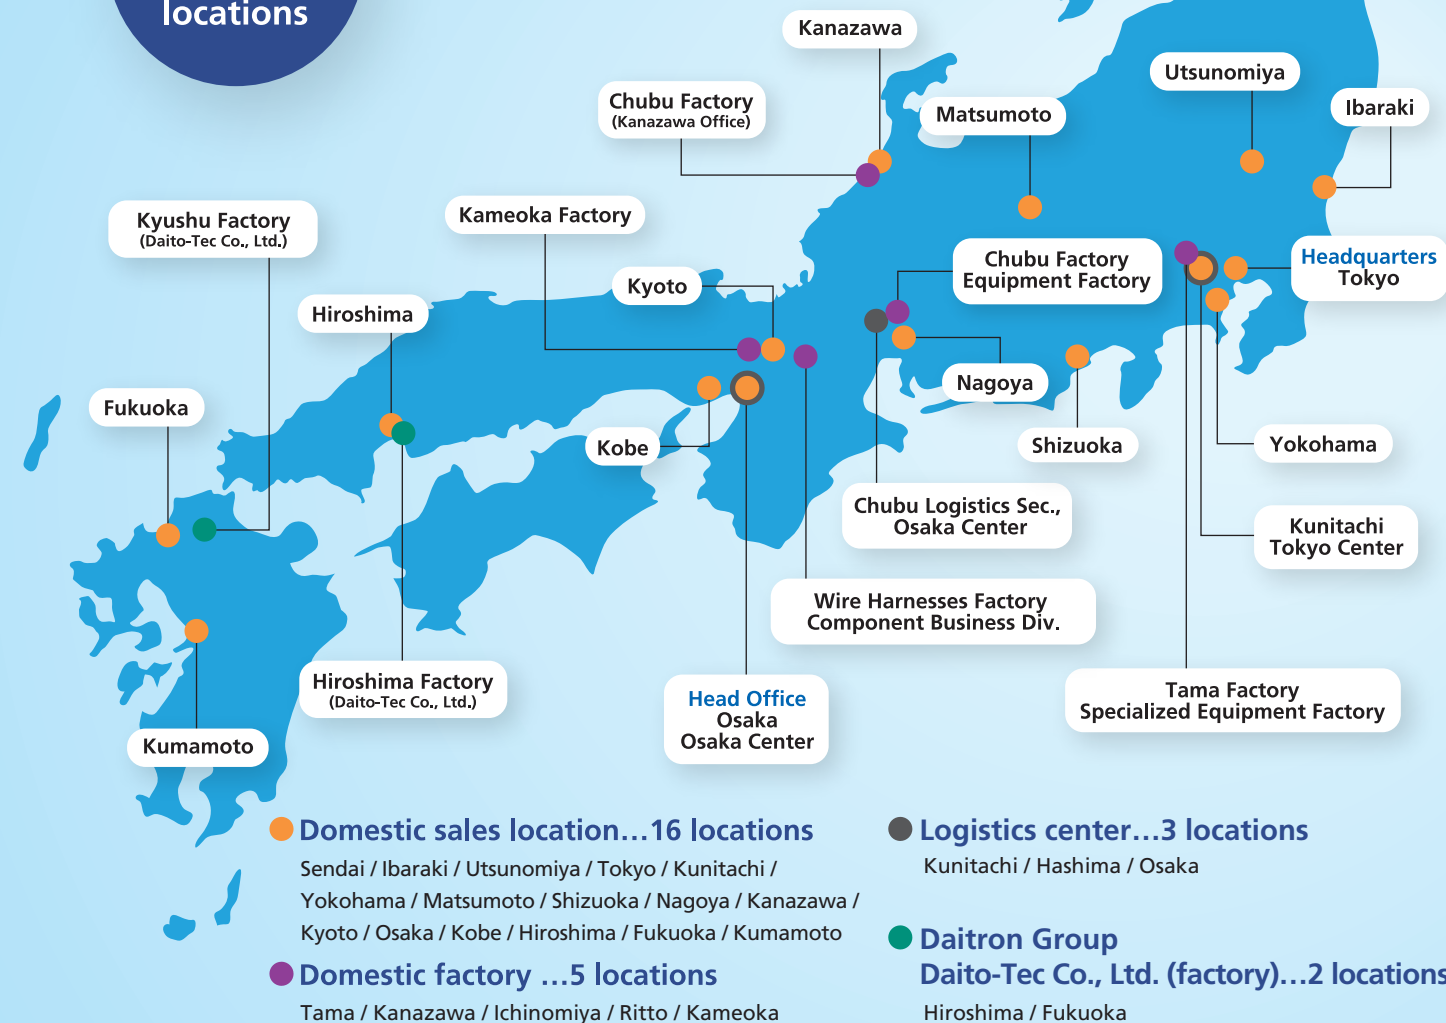 locations
Kanazawa
Utsunomiya
Chubu Factory
(Kanazawa Office)
Matsumoto
Ibaraki
Kyushu Factory
(Daito-Tec Co., Ltd.)
Kameoka Factory
Chubu Factory
Equipment Factory
Headquarters
Tokyo
Kyoto
Hiroshima
Nagoya
Fukuoka
Kobe
Shizuoka
Yokohama
Chubu Logistics Sec.,
Osaka Center
Kunitachi
Tokyo Center
Wire Harnesses Factory
Component Business Div.
Hiroshima Factory
(Daito-Tec Co., Ltd.)
Head Office
Osaka
Osaka Center
Tama Factory
Specialized Equipment Factory
Kumamoto
Domestic sales location…16 locations
Sendai / Ibaraki / Utsunomiya / Tokyo / Kunitachi /
Yokohama / Matsumoto / Shizuoka / Nagoya / Kanazawa /
Kyoto / Osaka / Kobe / Hiroshima / Fukuoka / Kumamoto
Domestic factory …5 locations
Tama / Kanazawa / Ichinomiya / Ritto / Kameoka
Logistics center…3 locations
Kunitachi / Hashima / Osaka
Daitron Group
Daito-Tec Co., Ltd. (factory)…2 locations
Hiroshima / Fukuoka